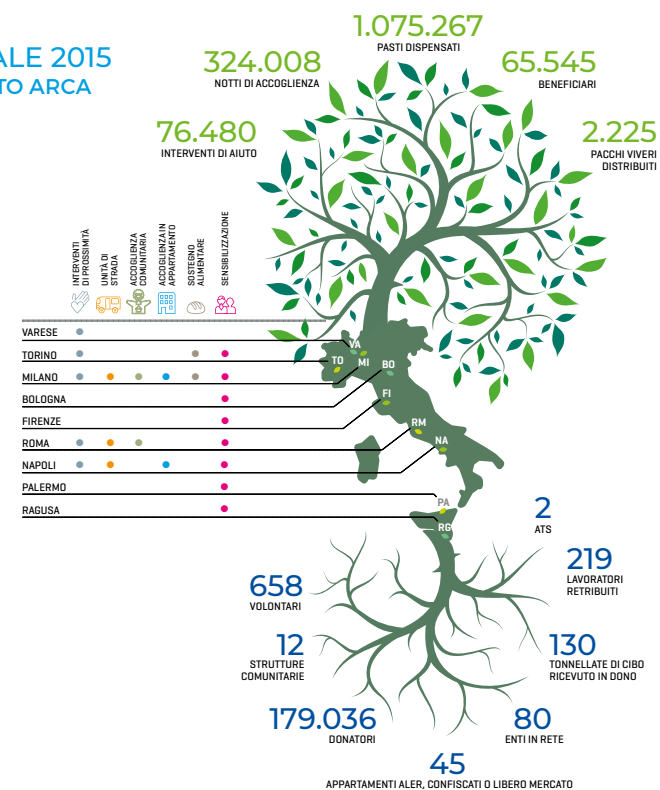 ALE 2015
TO ARCA
1.075.267
PASTI DISPENSATI
324.008
NOTTI DI ACCOGLIENZA
65.545
BENEFICIARI
76.480
INTERVENTI DI AIUTO
2.225
PACCHI VIVERI
DISTRIBUITI
INTERVENTI
DI PROSSIMITÀ
UNITÀ DI
STRADA
ACCOGLIENZA
COMUNITARIA
ACCOGLIENZA IN
APPARTAMENTO
SOSTEGNO
ALIMENTARE
SENSIBILIZZAZIONE
VARESE
TORINO
MILANO
BOLOGNA
FIRENZE
ROMA
NAPOLI
PALERMO
RAGUSA
VA
TO
MI
BO
FI
RM
NA
PA
RG
2
ATS
219
LAVORATORI
RETRIBUITI
658
VOLONTARI
12
STRUTTURE
COMUNITARIE
130
TONNELLATE DI CIBO
RICEVUTO IN DONO
179.036
DONATORI
80
ENTI IN RETE
45
APPARTAMENTI ALER, CONFISCATI O LIBERO MERCATO